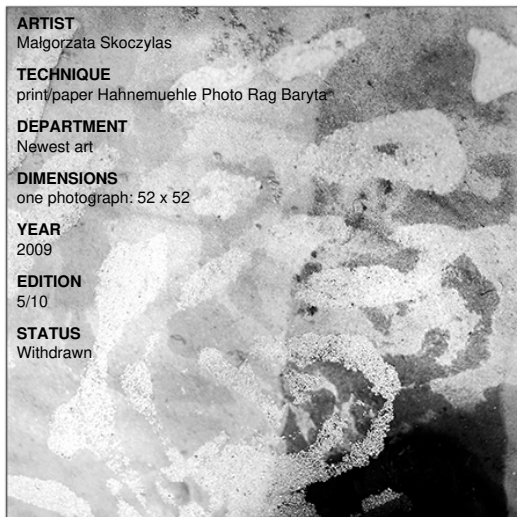 ARTIST
Małgorzata Skoczylas
TECHNIQUE
print/paper Hahnemuehle Photo Rag Baryta
DEPARTMENT
Newest art
DIMENSIONS
one photograph: 52 x 52
YEAR
2009
EDITION
5/10
STATUS
Withdrawn